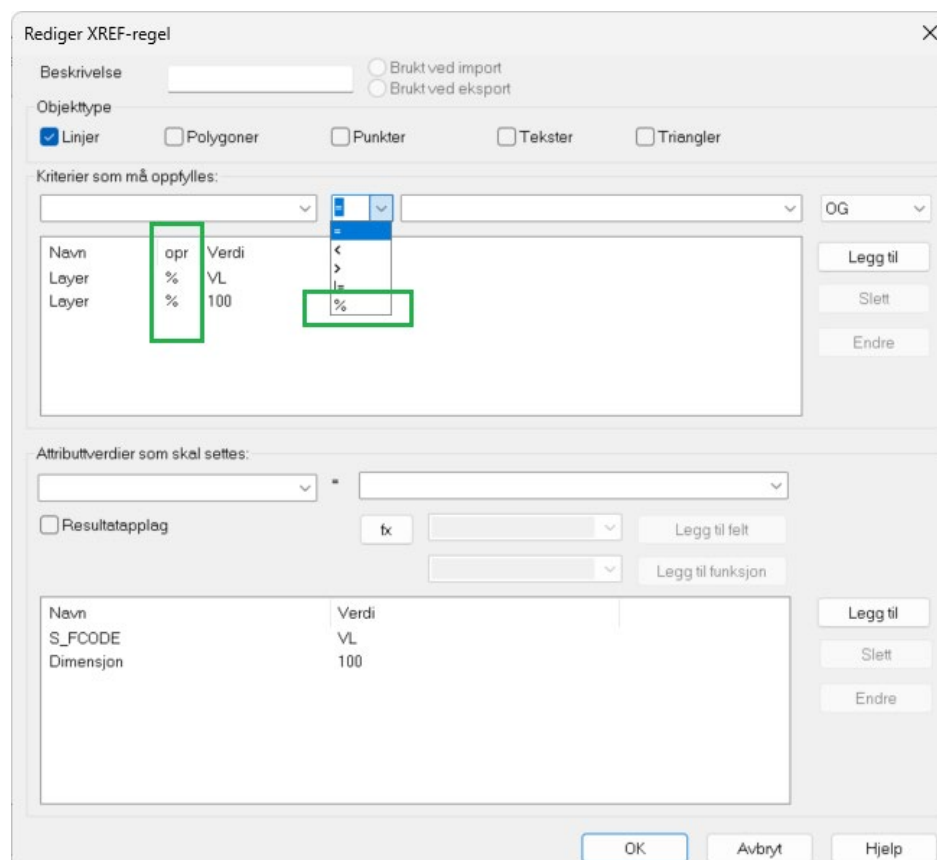 Rediger XREF-regel
Beskrivelse
Brukt ved import
Brukt ved eksport
Objekttype
Linjer Polygoner Punkter Tekster Triangler
Kriterier som må oppfylles:
= OG
Navn opr Verdi
Layer % VL
Layer % 100
=
<
>
!=
%
Legg til
Slett
Endre
Attributtverdier som skal settes:
=
Resultatapplag fx Legg til felt
Legg til funksjon
Navn Verdi
S_FCODE VL
Dimensjon 100
Legg til
Slett
Endre
OK Avbryt Hjelp